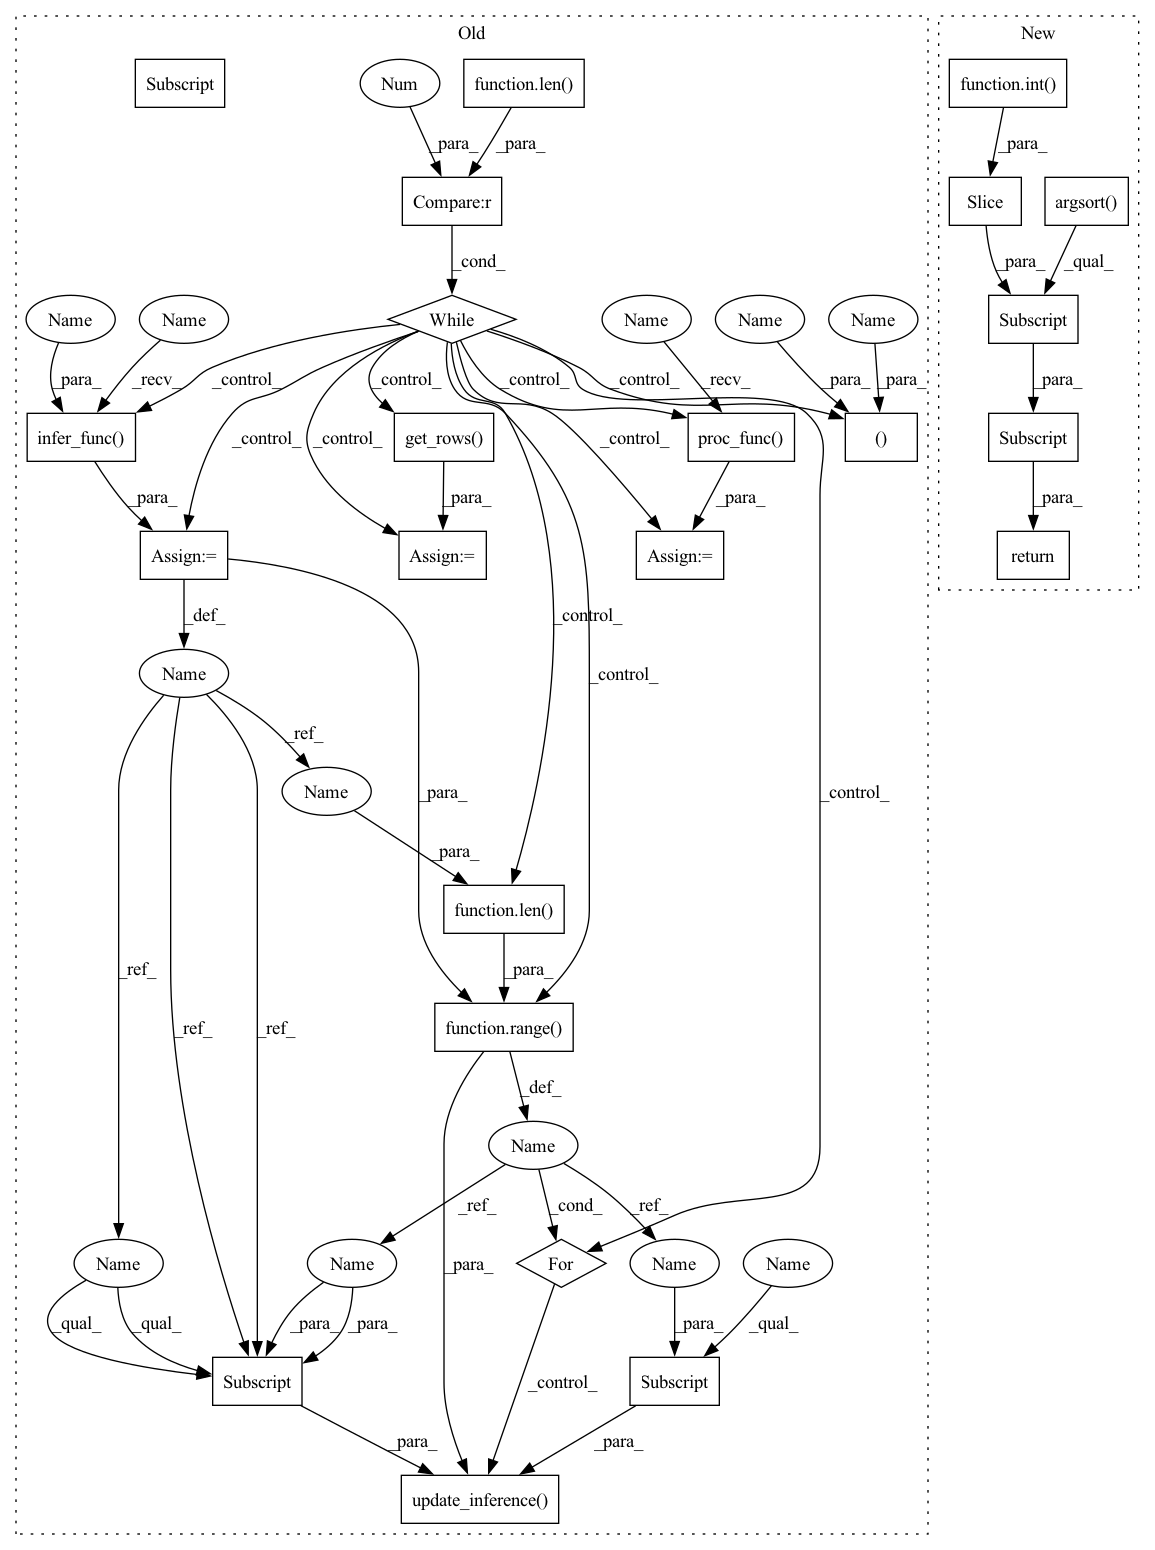 Old
New
Subscript
Num
function.len()
function.int()
_para_
_para_
_para_
Compare:r
Slice
argsort()
_cond_
_para_
_qual_
Name
Name
While
Name
Name
Name
Subscript
_para_
_recv_
_control_
_control_
_control_
_recv_
_control_
_para_
_para_
_para_
infer_func()
get_rows()
proc_func()
()
Subscript
_para_
_control_
_control_
_para_
_control_
_para_
_para_
Assign:=
Assign:=
Assign:=
return
_def_
_control_
Name
_control_
_ref_
Name
_para_
_control_
_para_
function.len()
_ref_
_para_
_ref_
_ref_
function.range()
_def_
Name
_ref_
_cond_
_ref_
Name
Name
_para_
For
Name
Name
_qual_
_qual_
_para_
_para_
_para_
_qual_
Subscript
Subscript
_control_
_para_
_para_
update_inference()